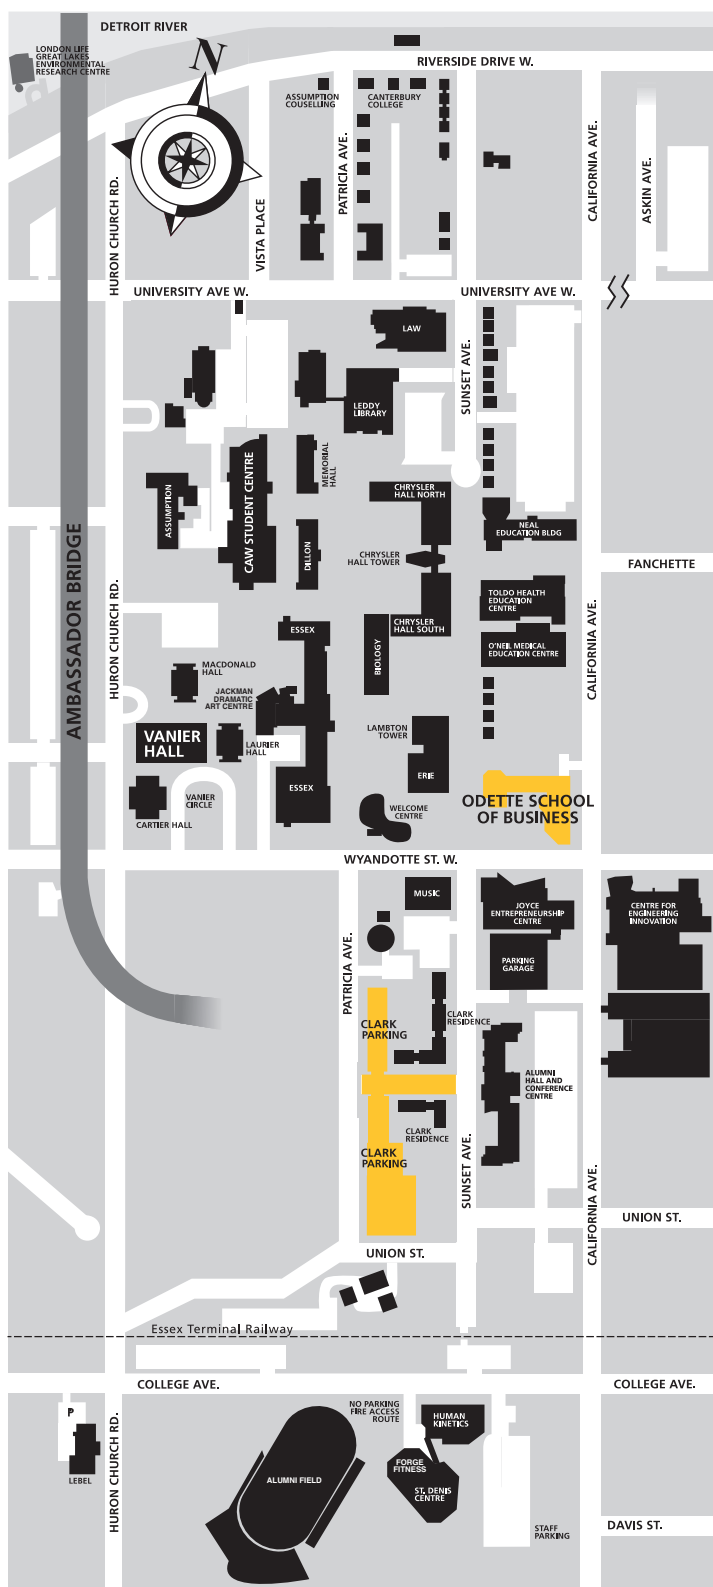 DETROIT RIVER
LONDON LIFE
GREAT LAKES
ENVIRONMENTAL
RESEARCH CENTRE
N
RIVERSIDE DRIVE W.
ASSUMPTION
COUSELLING
CANTERBURY
COLLEGE
HURON CHURCH RD.
VISTA PLACE
PATRICIA AVE.
CALIFORNIA AVE.
ASKIN AVE.
UNIVERSITY AVE W.
UNIVERSITY AVE W.
LAW
SUNSET AVE.
LEDDY
LIBRARY
MEMORIAL
HALL
CAW STUDENT CENTRE
ASSUMPTION
CHRYSLER
HALL NORTH
NEAL
EDUCATION BLDG
AMBASSADOR BRIDGE
DILLON
CHRYSLER
HALL TOWER
FANCHETTE
HURON CHURCH RD.
TOLDO HEALTH
EDUCATION
CENTRE
CALIFORNIA AVE.
ESSEX
CHRYSLER
HALL SOUTH
BIOLOGY
O'NEIL MEDICAL
EDUCATION CENTRE
MACDONALD
HALL
JACKMAN
DRAMATIC
ART CENTRE
VANIER
HALL
LAURIER
HALL
LAMBTON
TOWER
ERIE
ESSEX
VANIER
CIRCLE
CARTIER HALL
WELCOME
CENTRE
ODETTE SCHOOL
OF BUSINESS
WYANDOTTE ST. W.
MUSIC
JOYCE
ENTREPRENEURSHIP
CENTRE
CENTRE FOR
ENGINEERING
INNOVATION
PATRICIA AVE.
PARKING
GARAGE
CLARK
PARKING
CLARK
RESIDENCE
ALUMNI
HALL AND
CONFERENCE
CENTRE
CLARK
RESIDENCE
CLARK
PARKING
SUNSET AVE.
CALIFORNIA AVE.
UNION ST.
UNION ST.
Essex Terminal Railway
COLLEGE AVE.
COLLEGE AVE.
P
LEBEL
HURON CHURCH RD.
NO PARKING
FIRE ACCESS
ROUTE
HUMAN
KINETICS
ALUMNI FIELD
FORGE
FITNESS
ST. DENIS
CENTRE
STAFF
PARKING
DAVIS ST.